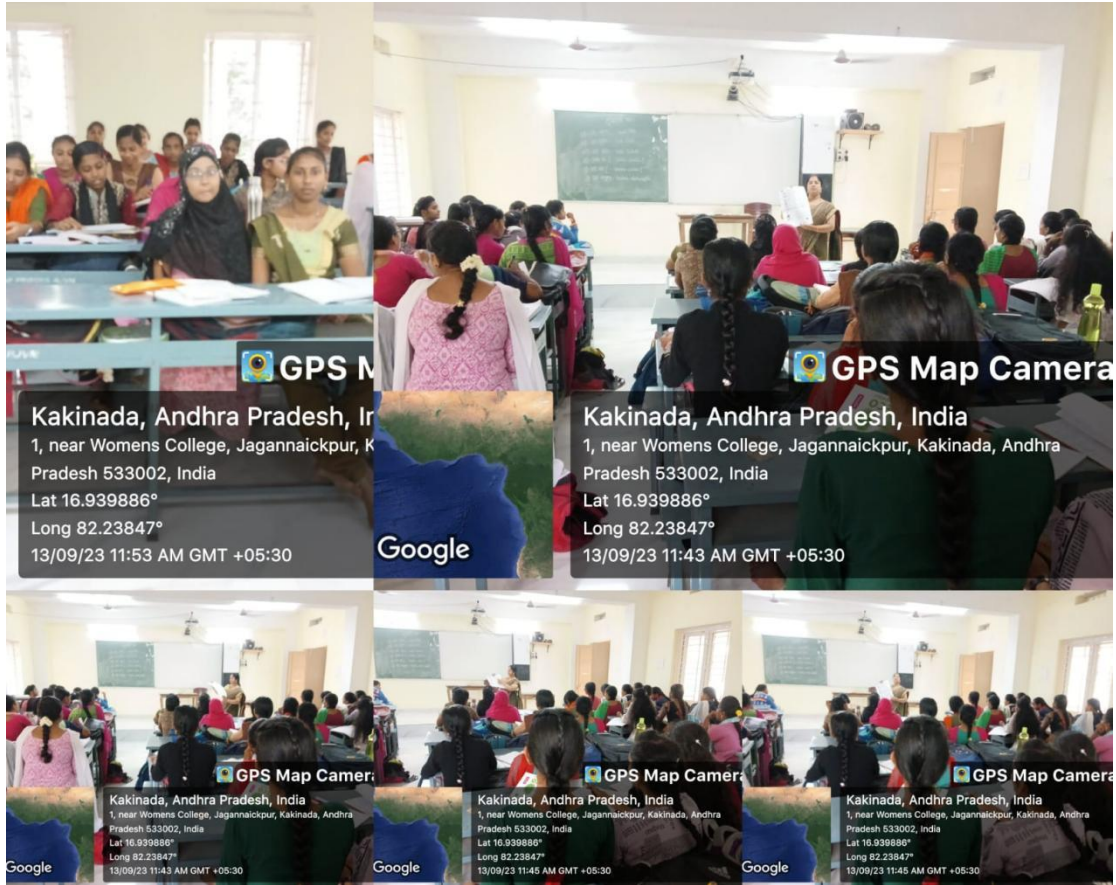 GPS M
Kakinada, Andhra Pradesh, Ir
1, near Womens College, Jagannaickpur, K
Pradesh 533002, India
Lat 16.939886°
Long 82.23847°
13/09/23 11:53 AM GMT +05:30
GPS Map Camera
Google
Kakinada, Andhra Pradesh, India
1, near Womens College, Jagannaickpur, Kakinada, Andhra
Pradesh 533002, India
Lat 16.939886°
Long 82.23847°
13/09/23 11:43 AM GMT +05:30
GPS Map Camera
Google
Kakinada, Andhra Pradesh, India
1, near Womens College, Jagannaickpur, Kakinada, Andhra
Pradesh 533002, India
Lat 16.939886°
Long 82.23847°
13/09/23 11:43 AM GMT +05:30
GPS Map Camera
Google
Kakinada, Andhra Pradesh, India
1, near Womens College, Jagannaickpur, Kakinada, Andhra
Pradesh 533002, India
Lat 16.939886°
Long 82.23847°
13/09/23 11:45 AM GMT +05:30
GPS Map Camera
Google
Kakinada, Andhra Pradesh, India
1, near Womens College, Jagannaickpur, Kakinada, Andhra
Pradesh 533002, India
Lat 16.939886°
Long 82.23847°
13/09/23 11:45 AM GMT +05:30